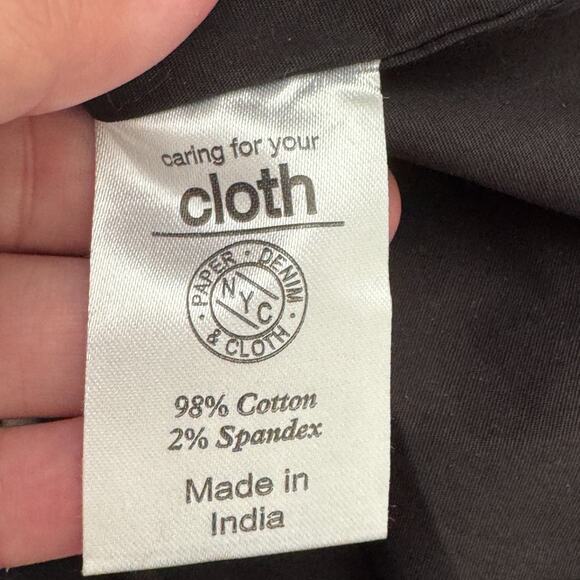 caring for your
cloth
PAPER · DENIM
& CLOTH ·
NYC
98% Cotton
2% Spandex
Made in
India